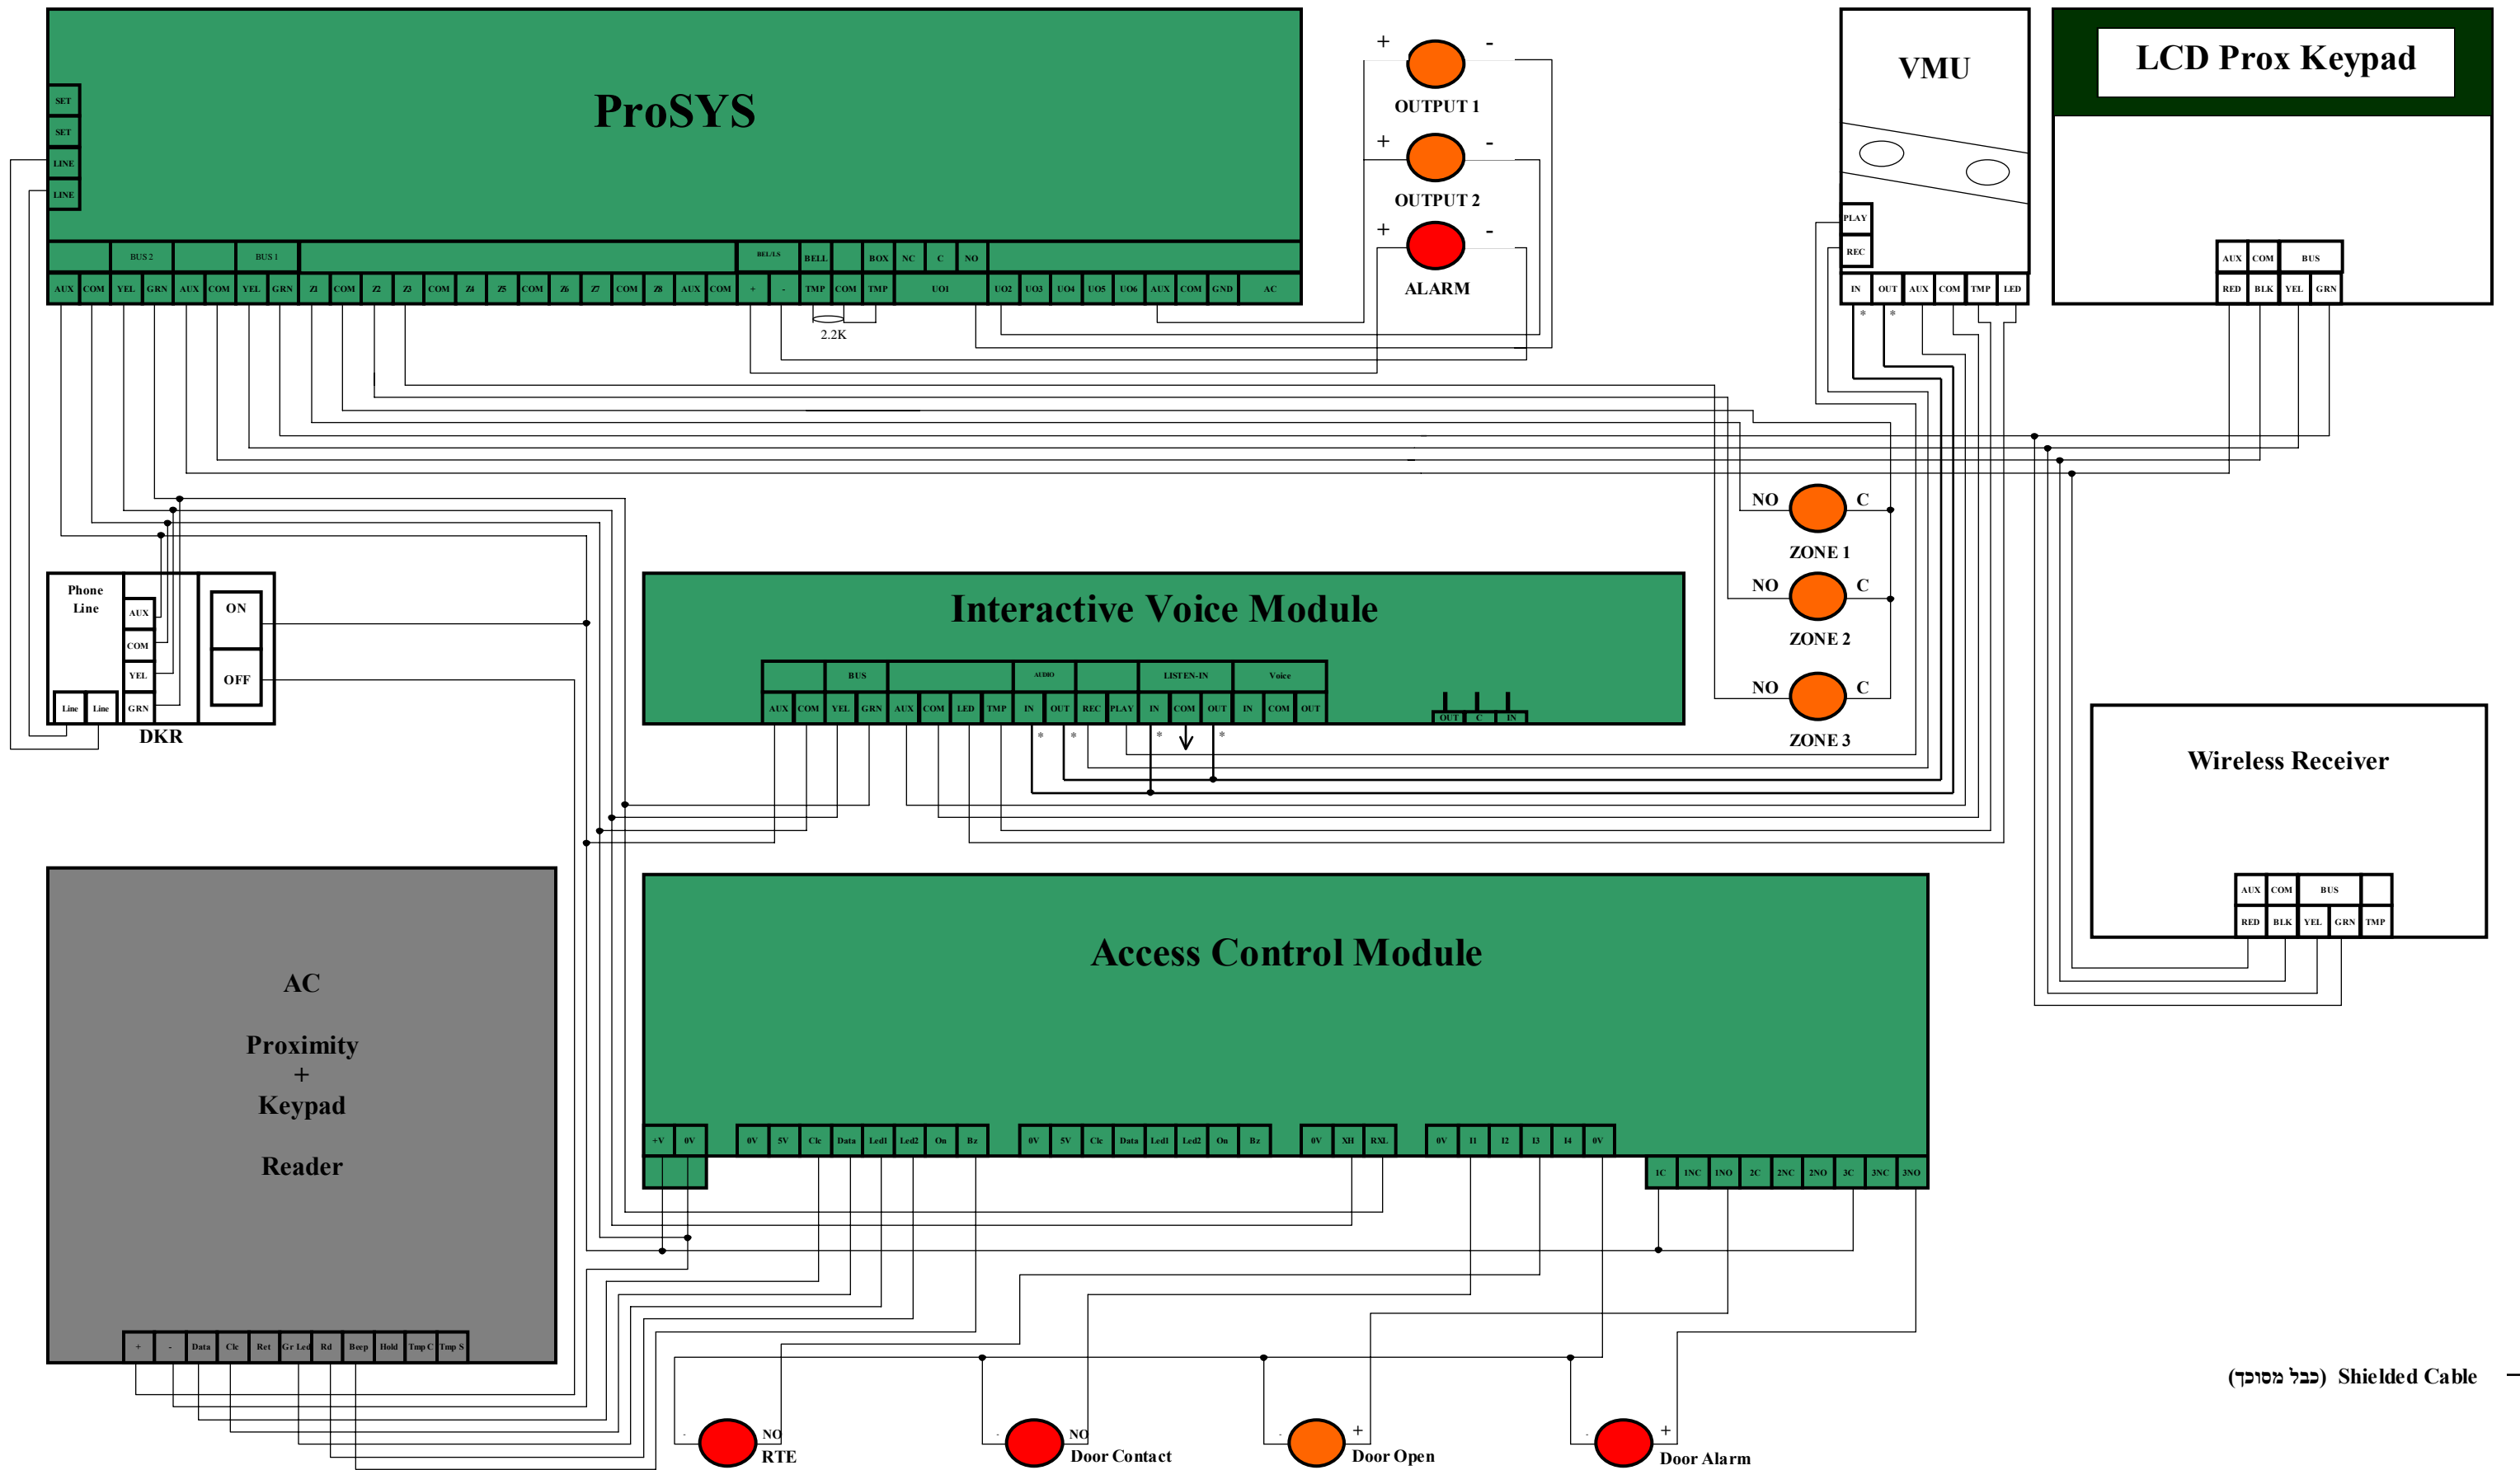 ProSYS
SET
SET
LINE
LINE
BUS 2 BUS 1 BEL/LS BELL BOX NC C NO
AUX COM YEL GRN AUX COM YEL GRN Z1 COM Z2 Z3 COM Z4 Z5 COM Z6 Z7 COM Z8 AUX COM + - TMP COM TMP UO1 UO2 UO3 UO4 UO5 UO6 AUX COM GND AC
2.2K
+ -
OUTPUT 1
+ -
OUTPUT 2
+ -
ALARM
VMU
PLAY
REC
IN OUT AUX COM TMP LED
* *
LCD Prox Keypad
AUX COM BUS
RED BLK YEL GRN
NO C
ZONE 1
NO C
ZONE 2
NO C
ZONE 3
Phone
Line
AUX
COM
YEL
GRN
Line Line
ON
OFF
DKR
Interactive Voice Module
BUS AUDIO LISTEN-IN Voice
AUX COM YEL GRN AUX COM LED TMP IN OUT REC PLAY IN COM OUT IN COM OUT
OUT C IN
* * * *
Wireless Receiver
AUX COM BUS
RED BLK YEL GRN TMP
AC
Proximity
+
Keypad
Reader
+ - Data Clc Ret Gr Led Rd Beep Hold Tmp C Tmp S
Access Control Module
+V 0V 0V 5V Clc Data Led1 Led2 On Bz 0V 5V Clc Data Led1 Led2 On Bz 0V XH RXL 0V I1 I2 I3 I4 0V
1C 1NC 1NO 2C 2NC 2NO 3C 3NC 3NO
- NO
RTE
- NO
Door Contact
- +
Door Open
- +
Door Alarm
(כבל מסוכך) Shielded Cable